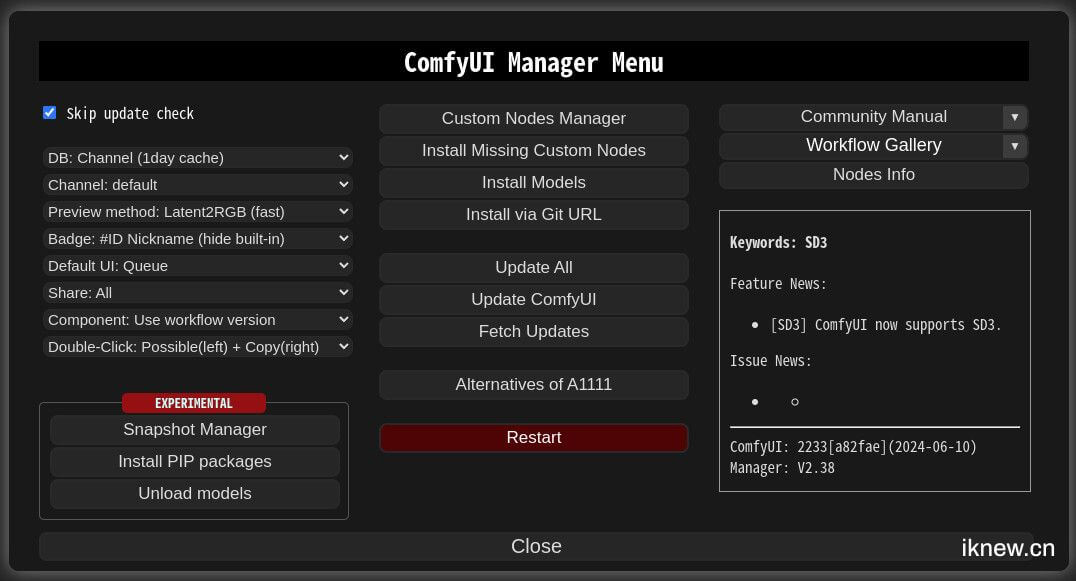 ComfyUI Manager Menu
Skip update check
DB: Channel (1day cache)
Channel: default
Preview method: Latent2RGB (fast)
Badge: #ID Nickname (hide built-in)
Default UI: Queue
Share: All
Component: Use workflow version
Double-Click: Possible(left) + Copy(right)
EXPERIMENTAL
Snapshot Manager
Install PIP packages
Unload models
Custom Nodes Manager
Install Missing Custom Nodes
Install Models
Install via Git URL
Update All
Update ComfyUI
Fetch Updates
Alternatives of A1111
Restart
Community Manual
Workflow Gallery
Nodes Info
Keywords: SD3
Feature News:
[SD3] ComfyUI now supports SD3.
Issue News:
ComfyUI: 2233[a82fae](2024-06-10)
Manager: V2.38
Close
iknew.cn